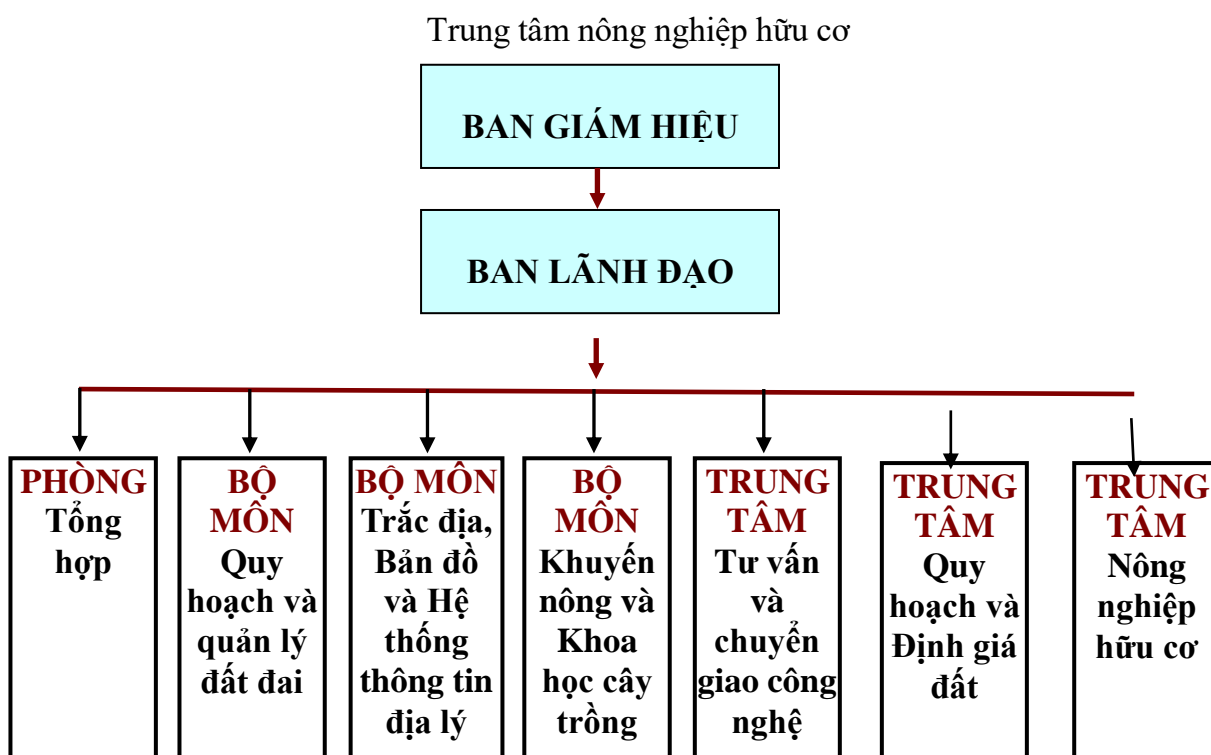 Trung tâm nông nghiệp hữu cơ
BAN GIÁM HIỆU
BAN LÃNH ĐẠO
PHÒNG
Tổng
hợp
BỘ
MÔN
Quy
hoạch và
quản lý
đất đai
BỘ MÔN
Trắc địa,
Bản đồ
và Hệ
thống
thông tin
địa lý
BỘ
MÔN
Khuyến
nông và
Khoa
học cây
trồng
TRUNG
TÂM
Tư vấn
và
chuyển
giao công
nghệ
TRUNG
TÂM
Quy
hoạch và
Định giá
đất
TRUNG
TÂM
Nông
nghiệp
hữu cơ